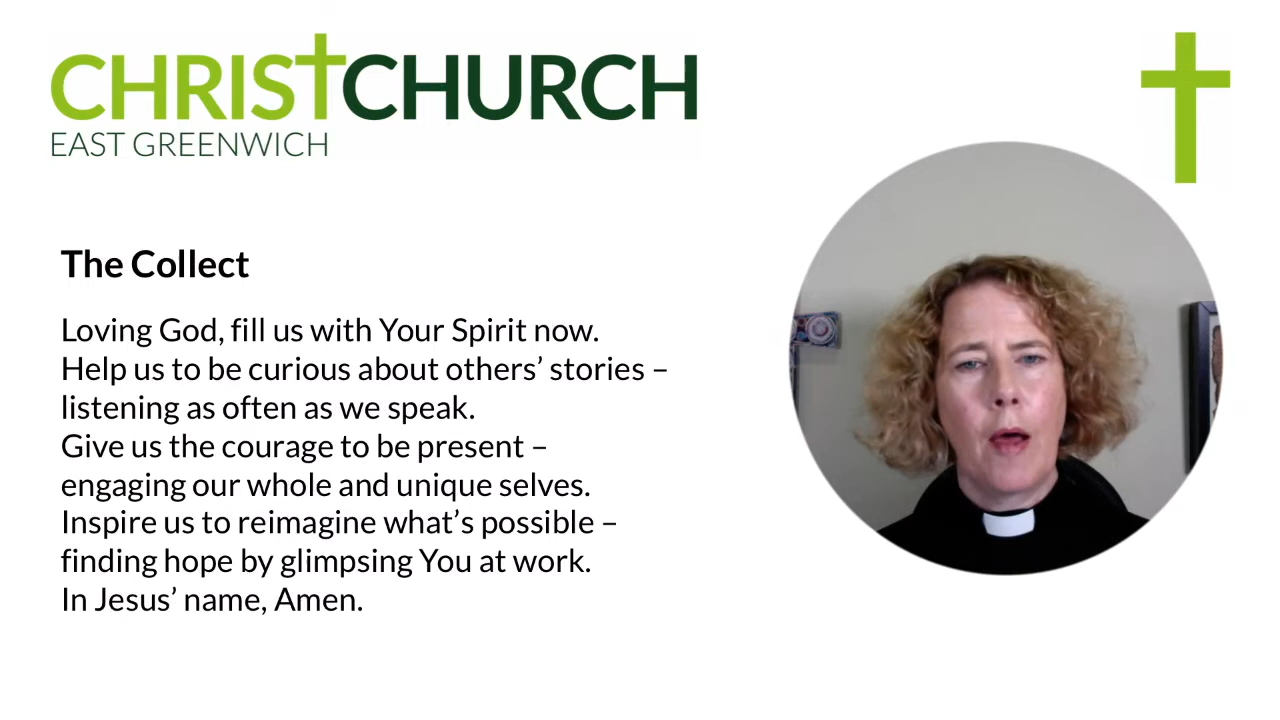 CHRISTCHURCH
EAST GREENWICH
The Collect
Loving God, fill us with Your Spirit now.
Help us to be curious about others’ stories –
listening as often as we speak.
Give us the courage to be present –
engaging our whole and unique selves.
Inspire us to reimagine what’s possible –
finding hope by glimpsing You at work.
In Jesus’ name, Amen.